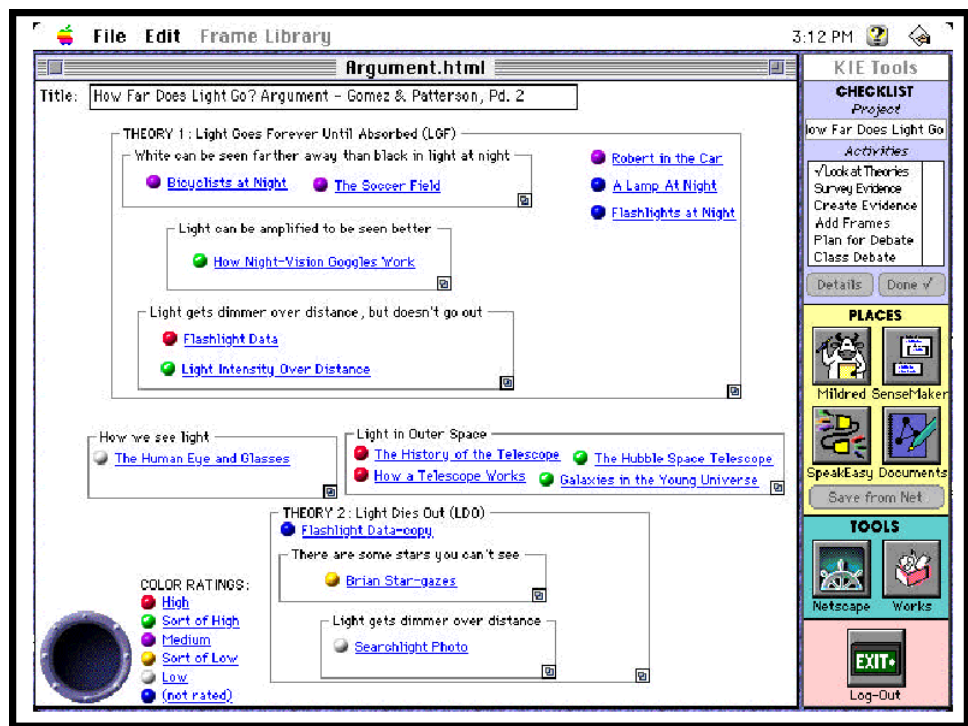 File Edit Frame Library 3:12 PM
Argument.html
Title: How Far Does Light Go? Argument - Gomez & Patterson, Pd. 2
THEORY 1: Light Goes Forever Until Absorbed (LGF)
White can be seen farther away than black in light at night
Bicyclists at Night
The Soccer Field
Robert in the Car
A Lamp At Night
Flashlights at Night
Light can be amplified to be seen better
How Night-Vision Goggles Work
Light gets dimmer over distance, but doesn't go out
Flashlight Data
Light Intensity Over Distance
How we see light
The Human Eye and Glasses
Light in Outer Space
The History of the Telescope
The Hubble Space Telescope
How a Telescope Works
Galaxies in the Young Universe
THEORY 2: Light Dies Out (LDO)
Flashlight Data-copy
There are some stars you can't see
Brian Star-gazes
Light gets dimmer over distance
Searchlight Photo
COLOR RATINGS:
High
Sort of High
Medium
Sort of Low
Low
(not rated)
KIE Tools
CHECKLIST
Project
low Far Does Light Go
Activities
√Look at Theories
Survey Evidence
Create Evidence
Add Frames
Plan for Debate
Class Debate
Details Done √
PLACES
Mildred SenseMaker
SpeakEasy Documents
Save from Net
TOOLS
Netscape Works
EXIT
Log-Out